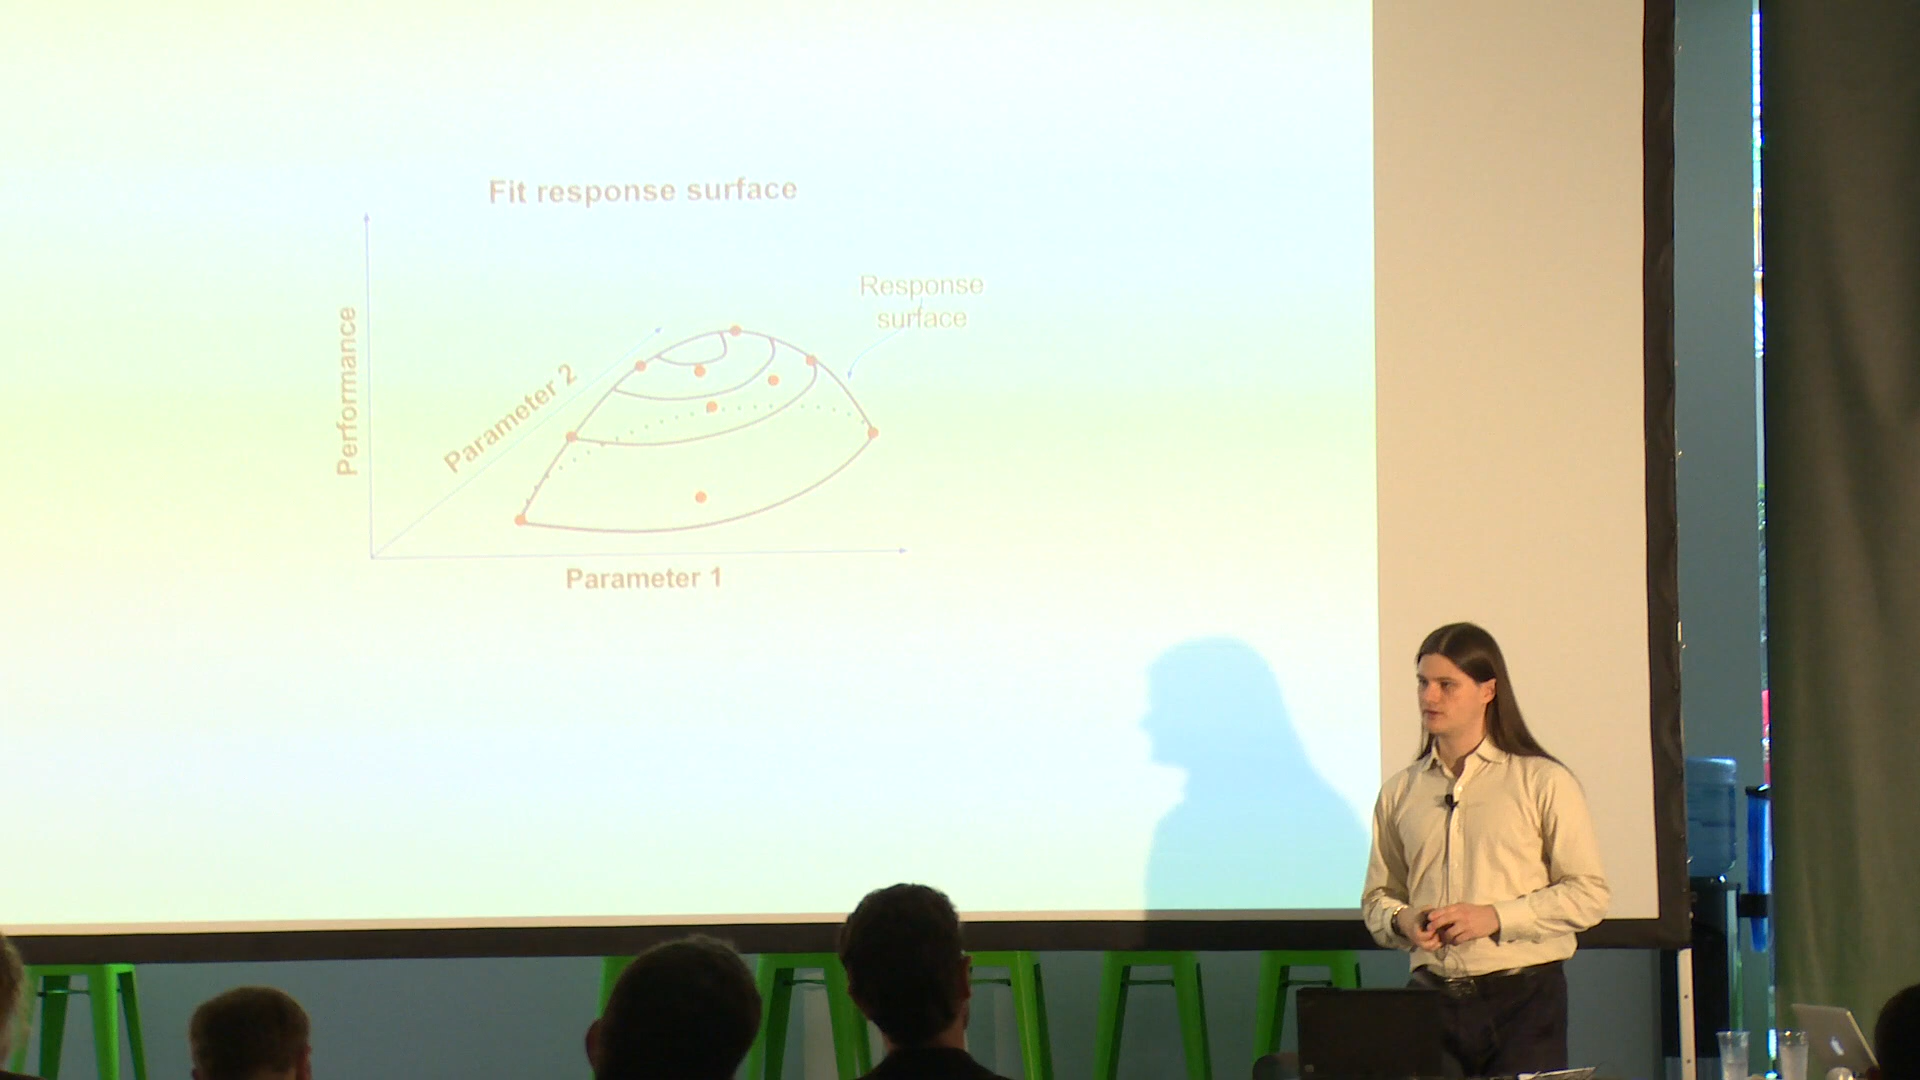 Fit response surface
Response
surface
Performance
Parameter 2
Parameter 1